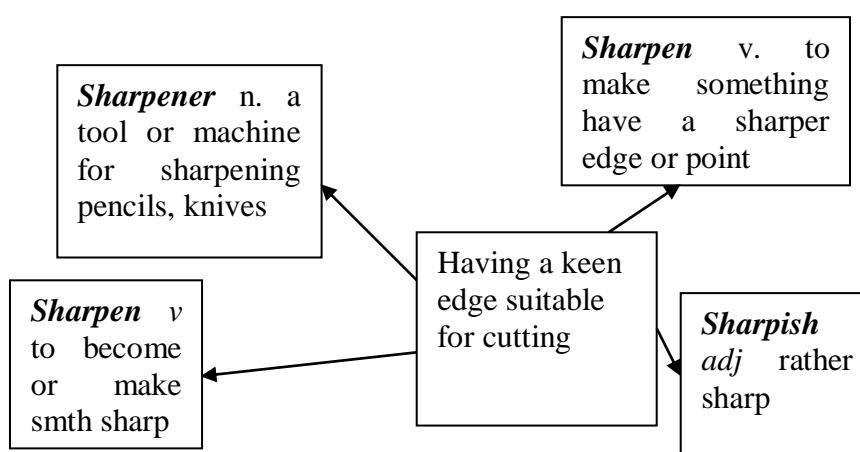 Sharpener n. a
tool or machine
for sharpening
pencils, knives
Sharpen v. to
make something
have a sharper
edge or point
Having a keen
edge suitable
for cutting
Sharpen v
to become
or make
smth sharp
Sharpish
adj rather
sharp